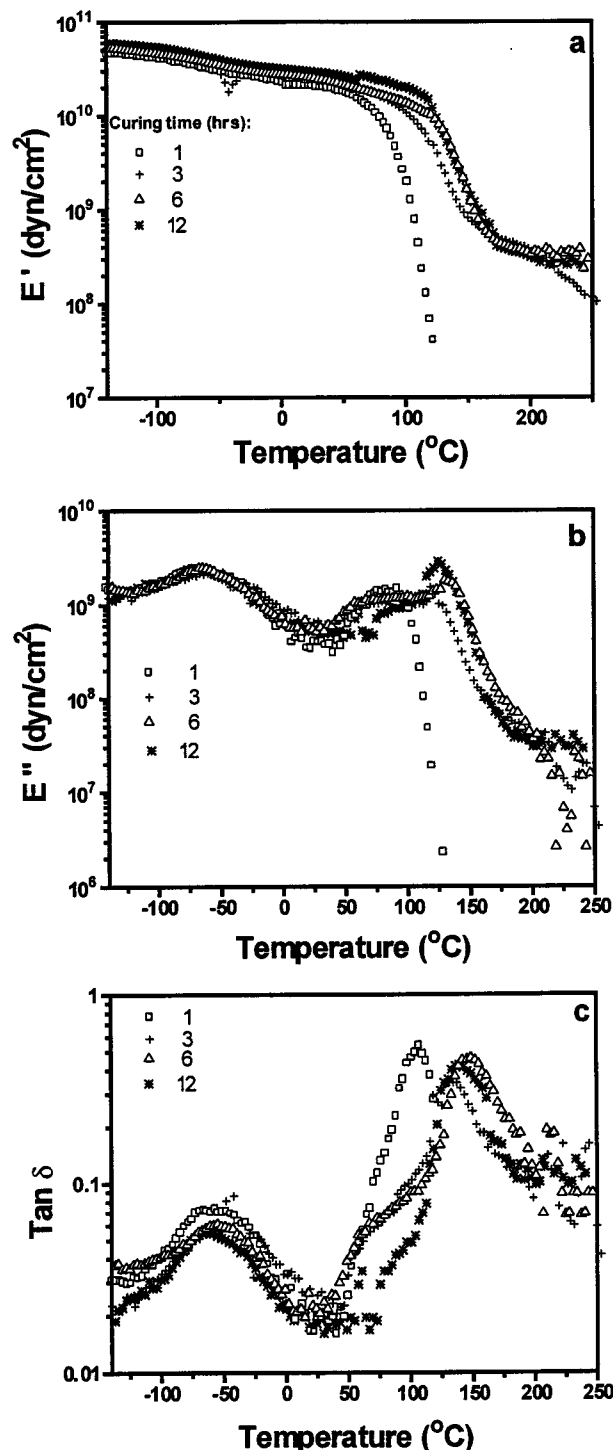 a
10¹¹
10¹⁰
10⁹
10⁸
10⁷
E ' (dyn/cm²)
Curing time (hrs):
1
3
6
12
-100 0 100 200
Temperature (°C)
b
10¹⁰
10⁹
10⁸
10⁷
10⁶
E" (dyn/cm²)
1
3
6
12
-100 -50 0 50 100 150 200 250
Temperature (°C)
c
1
0.1
0.01
Tan δ
1
3
6
12
-100 -50 0 50 100 150 200 250
Temperature (°C)